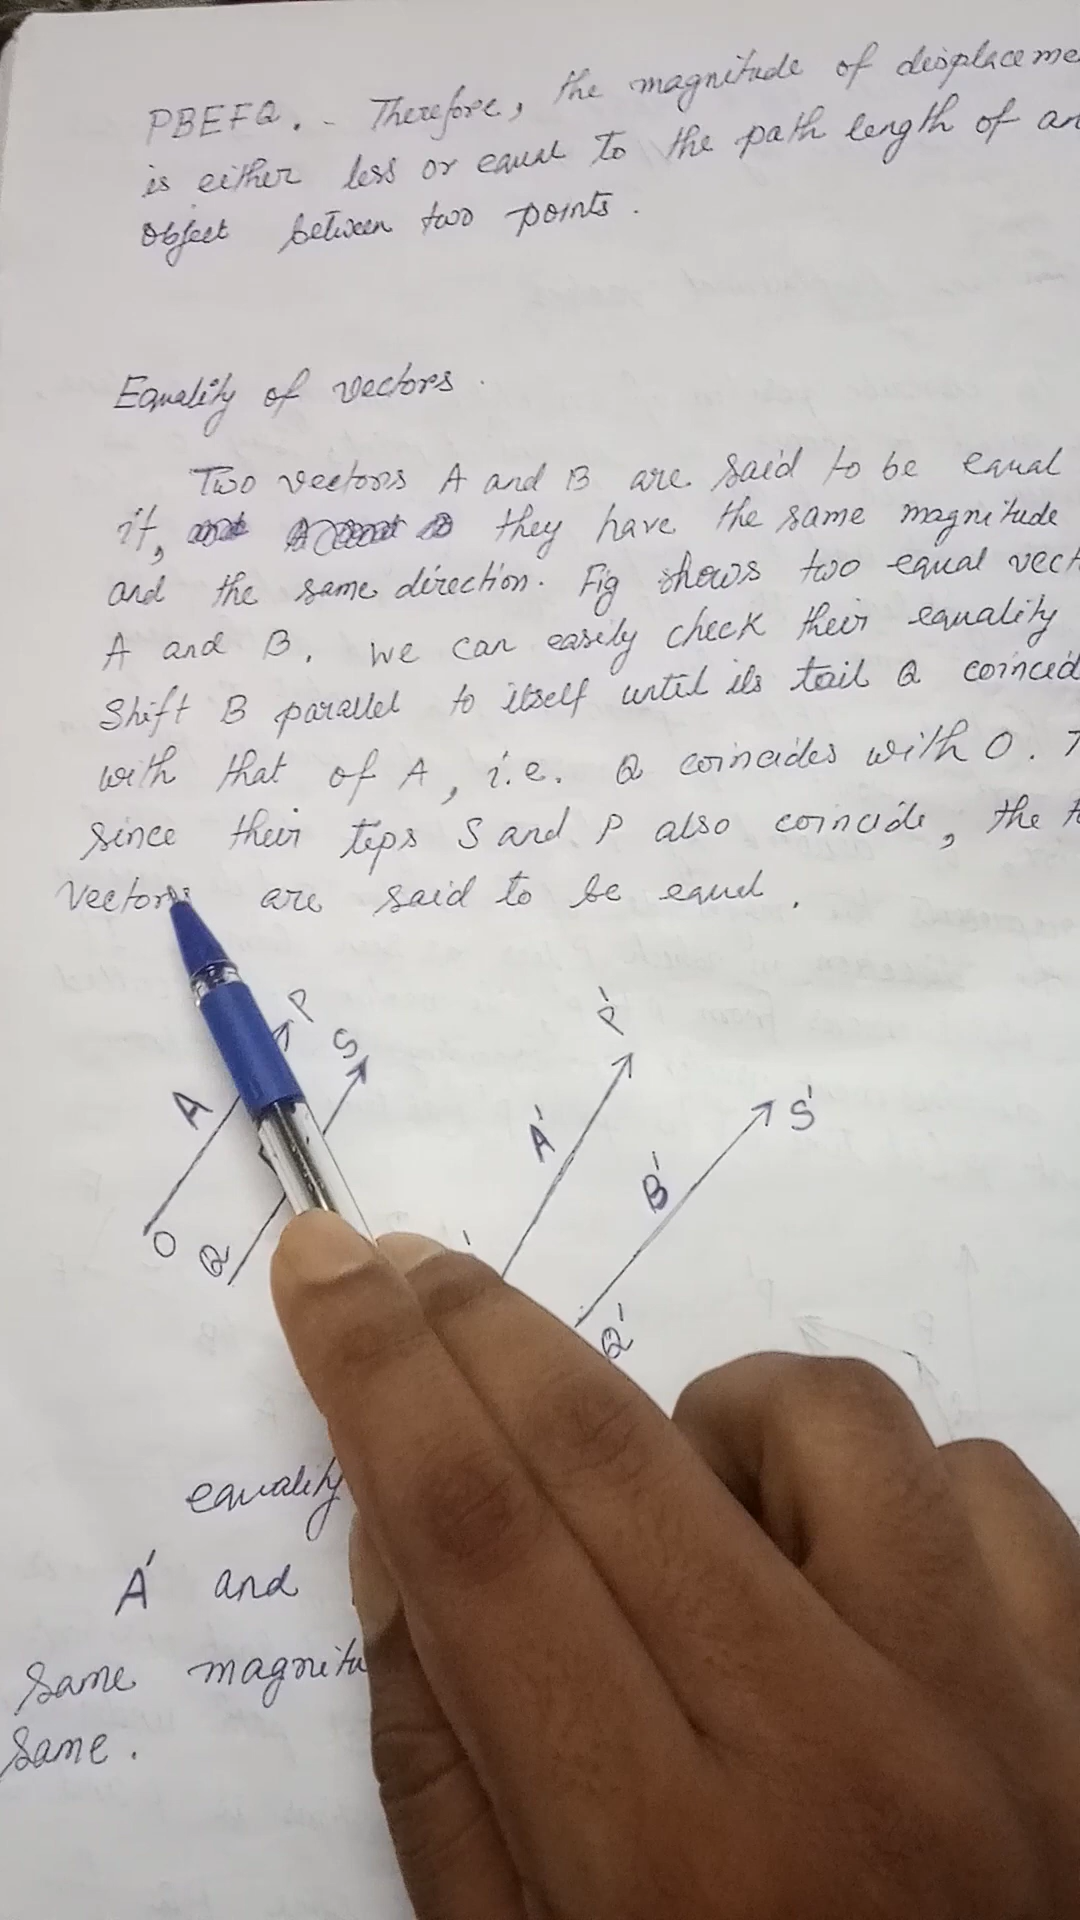 PBEFQ. - Therefore, the magnitude of displaceme
is either less or equal to the path length of an
object between two points.
Equality of vectors.
Two vectors A and B are said to be equal
if, they have the same magnitude
and the same direction. Fig shows two equal vect
A and B. We can easily check their equality
Shift B parallel to itself until its tail Q coincid
with that of A, i.e. Q coincides with O. T
since their tips S and P also coincide, the t
vectors are said to be equal.
P
S
A
O
Q
P'
A'
S'
B'
Q'
equality
A' and
same magnitu
same.